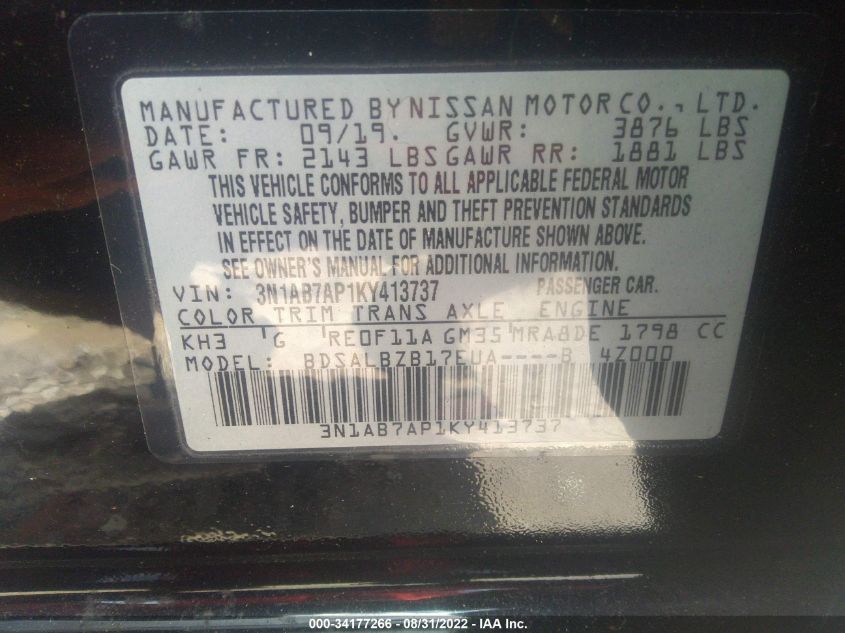 MANUFACTURED BY NISSAN MOTOR CO., LTD.
DATE: 09/19. GVWR: 3876 LBS
GAWR FR: 2143 LBS GAWR RR: 1881 LBS
THIS VEHICLE CONFORMS TO ALL APPLICABLE FEDERAL MOTOR
VEHICLE SAFETY, BUMPER AND THEFT PREVENTION STANDARDS
IN EFFECT ON THE DATE OF MANUFACTURE SHOWN ABOVE.
SEE OWNER'S MANUAL FOR ADDITIONAL INFORMATION.
VIN: 3N1AB7AP1KY413737 PASSENGER CAR.
COLOR TRIM TRANS AXLE ENGINE
KH3 'G 'RE0F11A GM35'MRA8DE 1798 CC
MODEL: BDSALBZB17EUA----B 4Z000
3N1AB7AP1KY413737
000-34177266 - 08/31/2022 - IAA Inc.